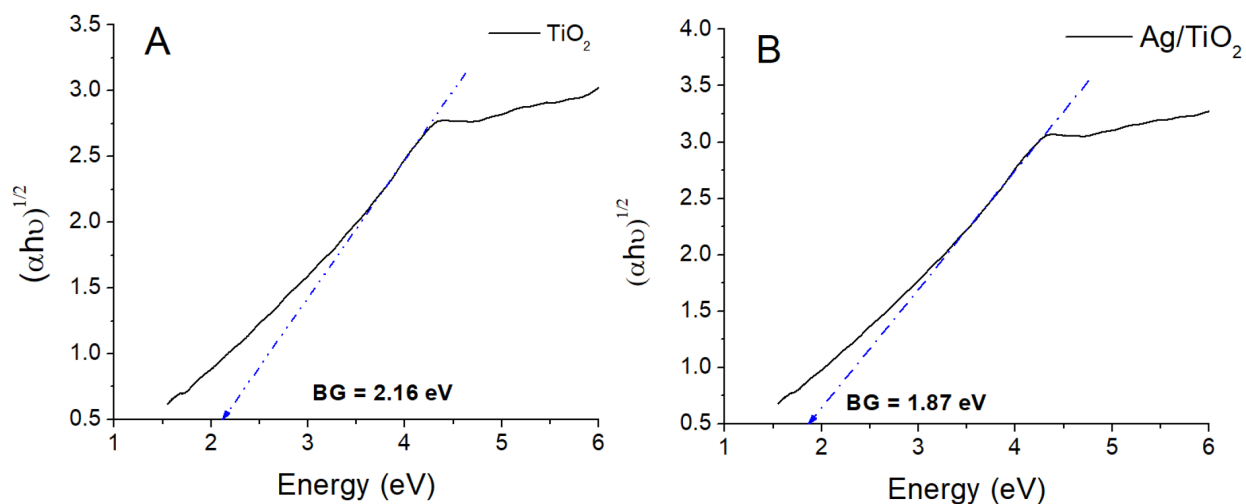 A
TiO2
3.5
3.0
2.5
2.0
1.5
1.0
0.5
(αhυ)1/2
BG = 2.16 eV
1 2 3 4 5 6
Energy (eV)
B
Ag/TiO2
4.0
3.5
3.0
2.5
2.0
1.5
1.0
0.5
(αhυ)1/2
BG = 1.87 eV
1 2 3 4 5 6
Energy (eV)